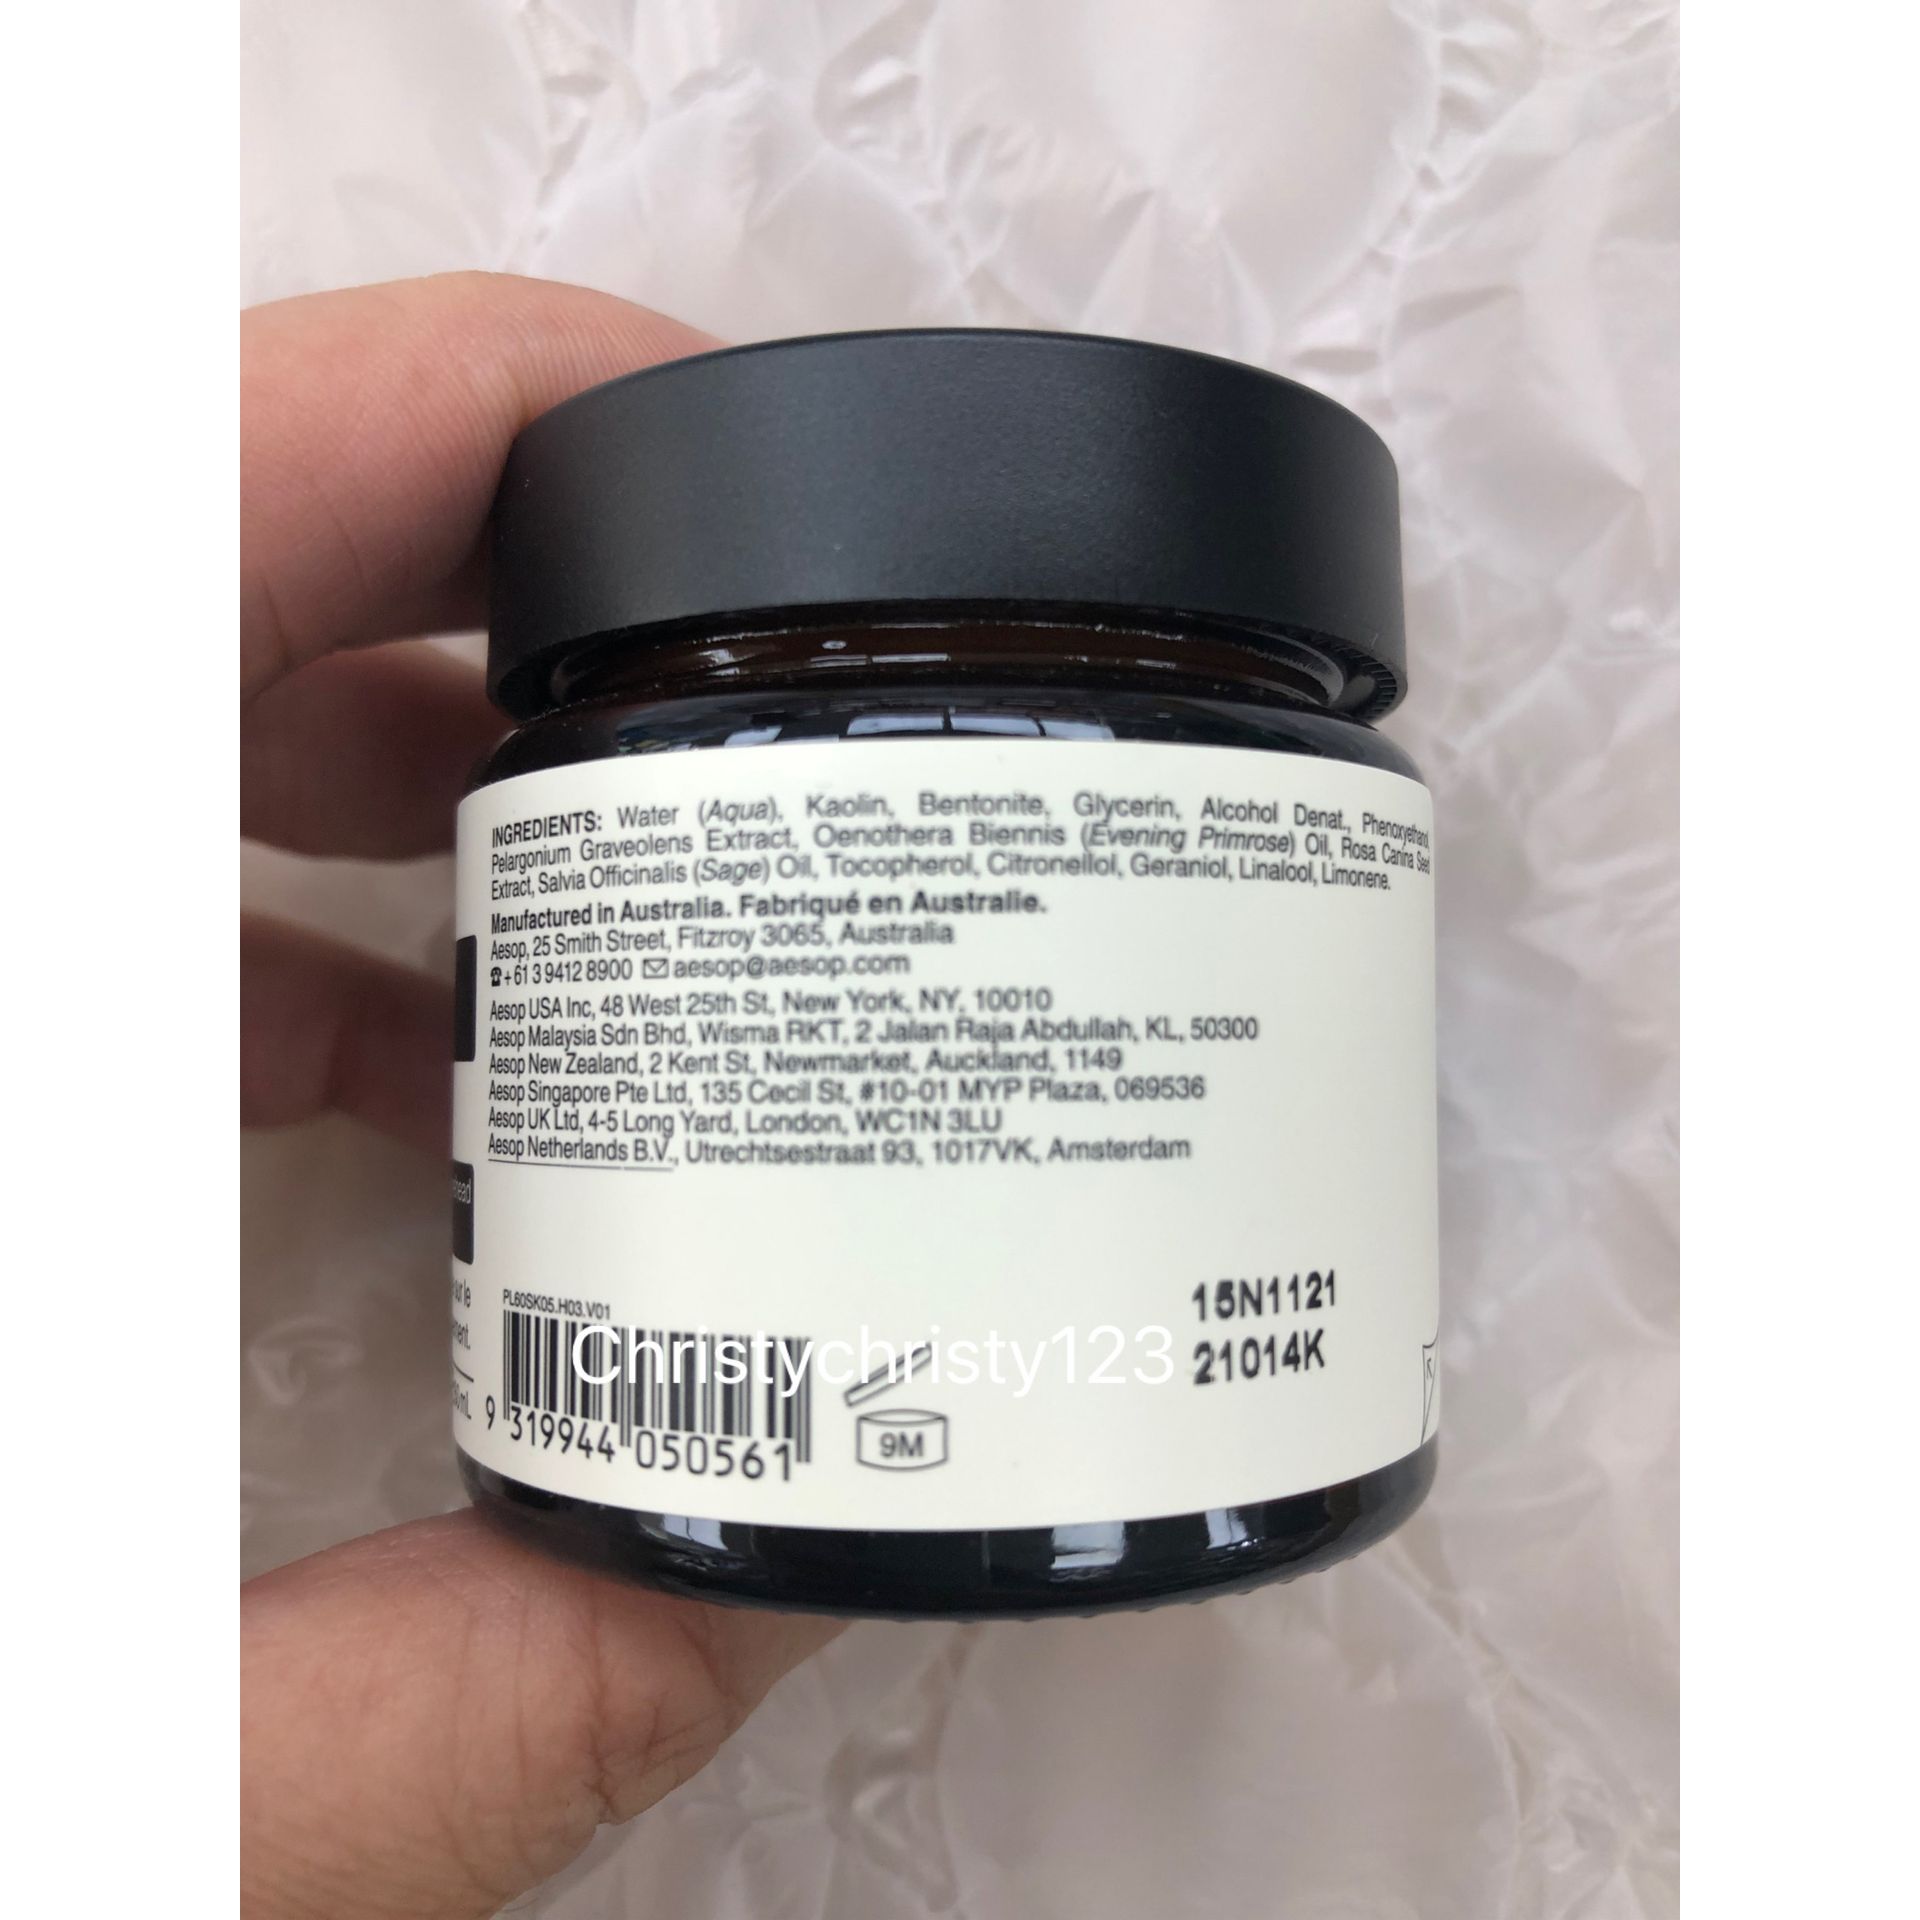 INGREDIENTS: Water (Aqua), Kaolin, Bentonite, Glycerin, Alcohol Denat., Phenoxyethanol,
Pelargonium Graveolens Extract, Oenothera Biennis (Evening Primrose) Oil, Rosa Canina Seed
Extract, Salvia Officinalis (Sage) Oil, Tocopherol, Citronellol, Geraniol, Linalool, Limonene.
Manufactured in Australia. Fabriqué en Australie.
Aesop, 25 Smith Street, Fitzroy 3065, Australia
☎+61 3 9412 8900 ✉aesop@aesop.com
Aesop USA Inc, 48 West 25th St, New York, NY, 10010
Aesop Malaysia Sdn Bhd, Wisma RKT, 2 Jalan Raja Abdullah, KL, 50300
Aesop New Zealand, 2 Kent St, Newmarket, Auckland, 1149
Aesop Singapore Pte Ltd, 135 Cecil St, #10-01 MYP Plaza, 069536
Aesop UK Ltd, 4-5 Long Yard, London, WC1N 3LU
Aesop Netherlands B.V., Utrechtsestraat 93, 1017VK, Amsterdam
sur le
PL60SK05.H03.V01
15N1121
Christychristy123
21014K
9 319944 050561
9M